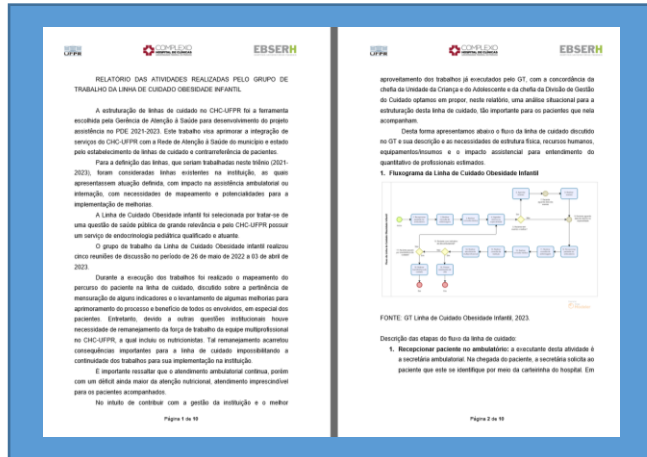 UFPR
COMPLEXO
HOSPITAL DE CLÍNICAS
EBSERH
RELATÓRIO DAS ATIVIDADES REALIZADAS PELO GRUPO DE
TRABALHO DA LINHA DE CUIDADO OBESIDADE INFANTIL
A estruturação de linhas de cuidado no CHC-UFPR foi a ferramenta
escolhida pela Gerência de Atenção à Saúde para desenvolvimento do projeto
assistência no PDE 2021-2023. Este trabalho visa aprimorar a integração de
serviços do CHC-UFPR com a Rede de Atenção à Saúde do município e estado
pelo estabelecimento de linhas de cuidado e contrarreferência de pacientes.
Para a definição das linhas, que seriam trabalhadas neste triênio (2021-
2023), foram consideradas linhas existentes na instituição, as quais
apresentassem atuação definida, com impacto na assistência ambulatorial ou
internação, com necessidades de mapeamento e potencialidades para a
implementação de melhorias.
A Linha de Cuidado Obesidade infantil foi selecionada por tratar-se de
uma questão de saúde pública de grande relevância e pelo CHC-UFPR possuir
um serviço de endocrinologia pediátrica qualificado e atuante.
O grupo de trabalho da Linha de Cuidado Obesidade infantil realizou
cinco reuniões de discussão no período de 26 de maio de 2022 a 03 de abril de
2023.
Durante a execução dos trabalhos foi realizado o mapeamento do
percurso do paciente na linha de cuidado, discutido sobre a pertinência de
mensuração de alguns indicadores e o levantamento de algumas melhorias para
aprimoramento do processo e benefício de todos os envolvidos, em especial dos
pacientes. Entretanto, devido a outras questões institucionais houve
necessidade de remanejamento da força de trabalho da equipe multiprofissional
no CHC-UFPR, a qual incluiu os nutricionistas. Tal remanejamento acarretou
consequências importantes para a linha de cuidado impossibilitando a
continuidade dos trabalhos para sua implementação na instituição.
É importante ressaltar que o atendimento ambulatorial continua, porém
com um déficit ainda maior da atenção nutricional, atendimento imprescindível
para os pacientes acompanhados.
No intuito de contribuir com a gestão da instituição e o melhor
Página 1 de 10
UFPR
COMPLEXO
HOSPITAL DE CLÍNICAS
EBSERH
aproveitamento dos trabalhos já executados pelo GT, com a concordância da
chefia da Unidade da Criança e do Adolescente e da chefia da Divisão de Gestão
do Cuidado optamos em propor, neste relatório, uma análise situacional para a
estruturação desta linha de cuidado, tão importante para os pacientes que nela
acompanham.
Desta forma apresentamos abaixo o fluxo da linha de cuidado discutido
no GT e sua descrição e as necessidades de estrutura física, recursos humanos,
equipamentos/insumos e o impacto assistencial para entendimento do
quantitativo de profissionais estimados.
1. Fluxograma da Linha de Cuidado Obesidade Infantil
FONTE: GT Linha de Cuidado Obesidade Infantil, 2023.
Descrição das etapas do fluxo da linha de cuidado:
1. Recepcionar paciente no ambulatório: a executante desta atividade é
a secretária ambulatorial. Na chegada do paciente, a secretária solicita ao
paciente que este se identifique por meio da carteirinha do hospital. Em
Página 2 de 10